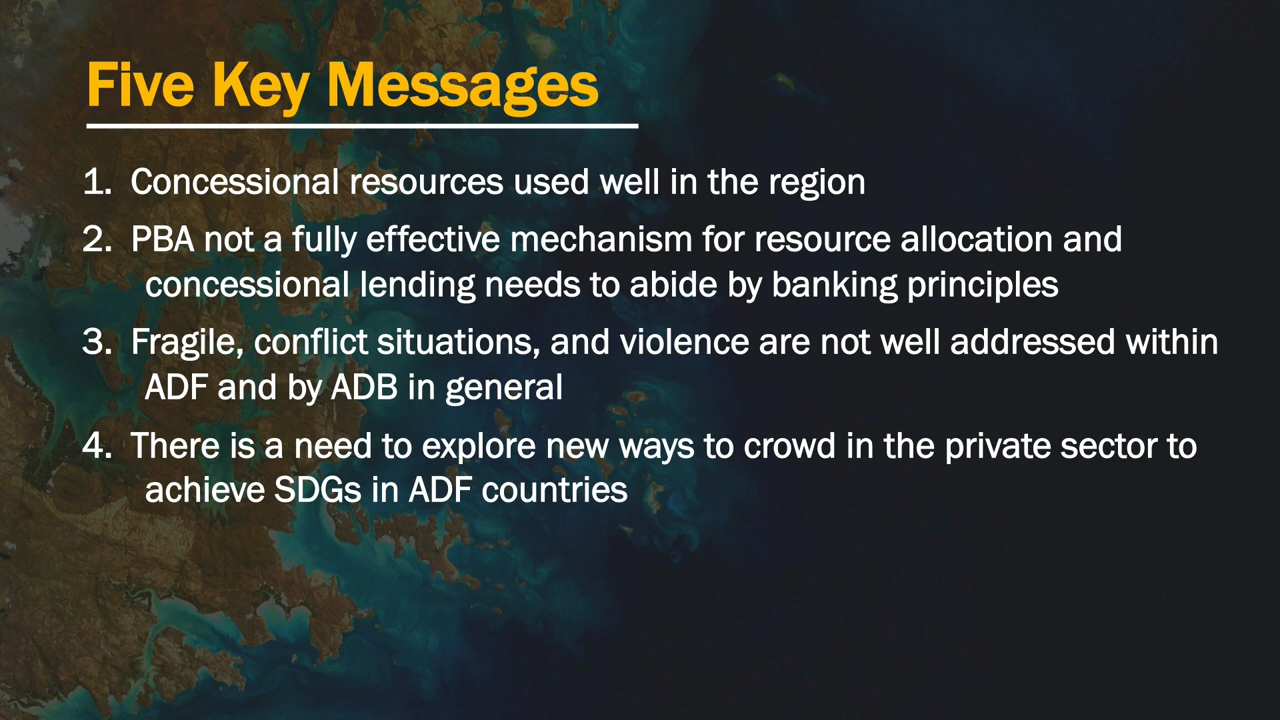 Five Key Messages
1. Concessional resources used well in the region
2. PBA not a fully effective mechanism for resource allocation and
concessional lending needs to abide by banking principles
3. Fragile, conflict situations, and violence are not well addressed within
ADF and by ADB in general
4. There is a need to explore new ways to crowd in the private sector to
achieve SDGs in ADF countries